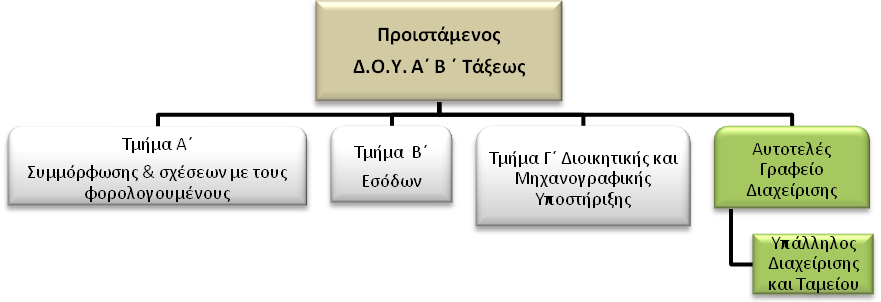 Προιστάμενος
Δ.Ο.Υ. Α΄ Β ΄ Τάξεως
Τμήμα Α΄
Συμμόρφωσης & σχέσεων με τους
φορολογουμένους
Τμήμα Β΄
Εσόδων
Τμήμα Γ΄ Διοικητικής και
Μηχανογραφικής
Υποστήριξης
Αυτοτελές
Γραφείο
Διαχείρισης
Υπάλληλος
Διαχείρισης
και Ταμείου